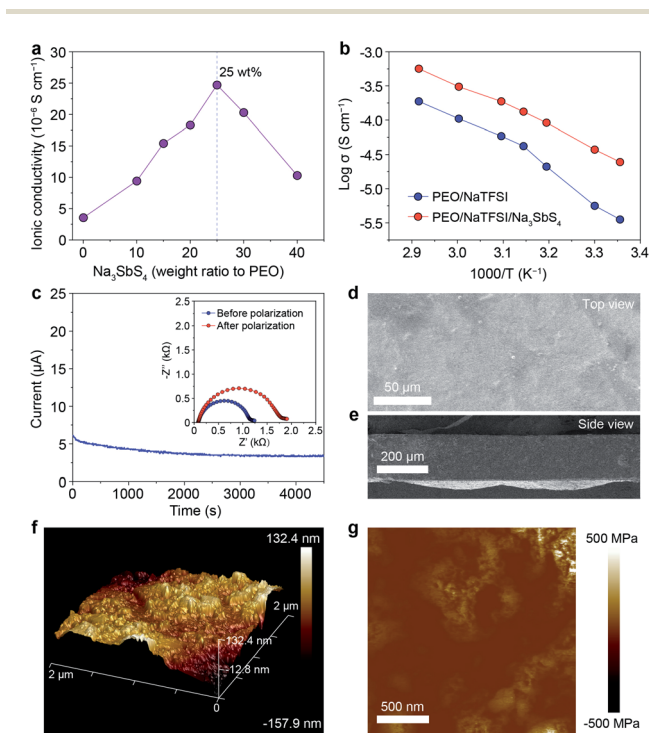 a
30
25
20
15
10
5
0
Ionic conductivity (10⁻⁶ S cm⁻¹)
25 wt%
0 10 20 30 40
Na₃SbS₄ (weight ratio to PEO)
b
-3.0
-3.5
-4.0
-4.5
-5.0
-5.5
Log σ (S cm⁻¹)
PEO/NaTFSI
PEO/NaTFSI/Na₃SbS₄
2.9 3.0 3.1 3.2 3.3 3.4
1000/T (K⁻¹)
c
25
20
15
10
5
0
Current (μA)
0 1000 2000 3000 4000
Time (s)
2.5
2.0
1.5
1.0
0.5
0
-Z'' (kΩ)
Before polarization
After polarization
0 0.5 1.0 1.5 2.0 2.5
Z' (kΩ)
d
Top view
50 μm
e
Side view
200 μm
f
132.4 nm
2 μm
132.4 nm
-12.8 nm
2 μm
0
-157.9 nm
g
500 nm
500 MPa
-500 MPa